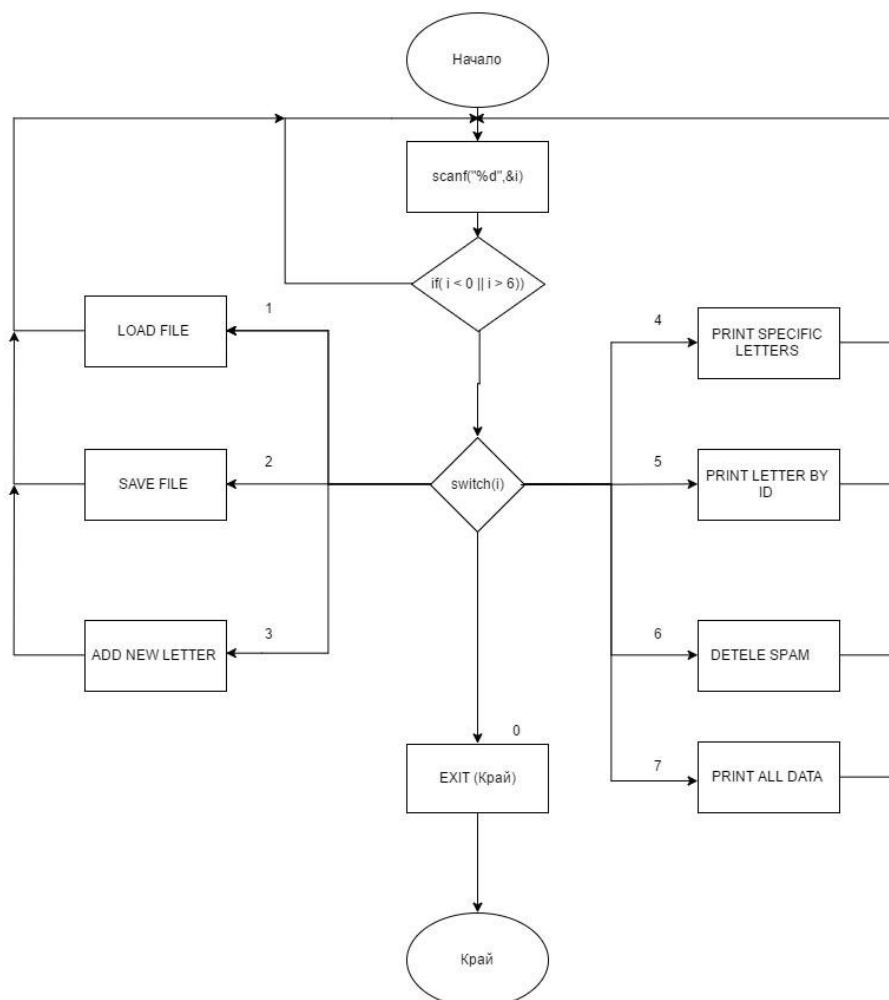 Начало
scanf("%d",&i)
if( i < 0 || i > 6))
1
LOAD FILE
4
PRINT SPECIFIC
LETTERS
2
SAVE FILE
switch(i)
5
PRINT LETTER BY
ID
3
ADD NEW LETTER
6
DETELE SPAM
0
EXIT (Край)
7
PRINT ALL DATA
Край